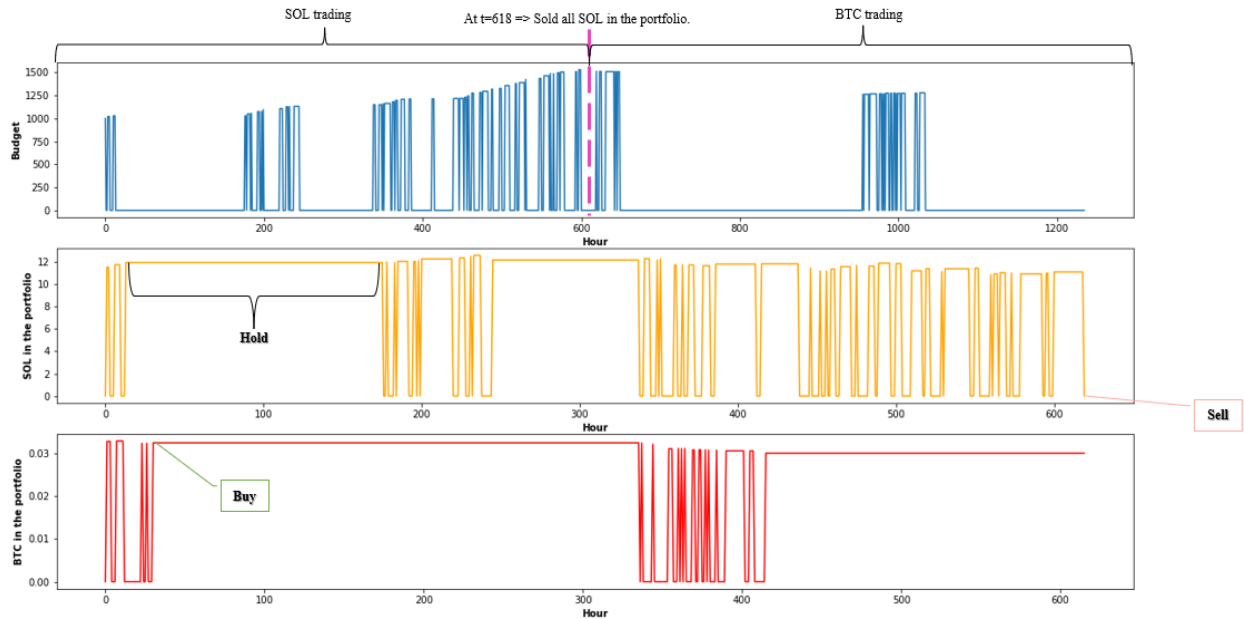 SOL trading
At t=618 => Sold all SOL in the portfolio.
BTC trading
Budget
1500
1250
1000
750
500
250
0
0 200 400 600 800 1000 1200
Hour
SOL in the portfolio
12
10
8
6
4
2
0
Hold
0 100 200 300 400 500 600
Hour
Sell
BTC in the portfolio
0.03
0.02
0.01
0.00
Buy
0 100 200 300 400 500 600
Hour